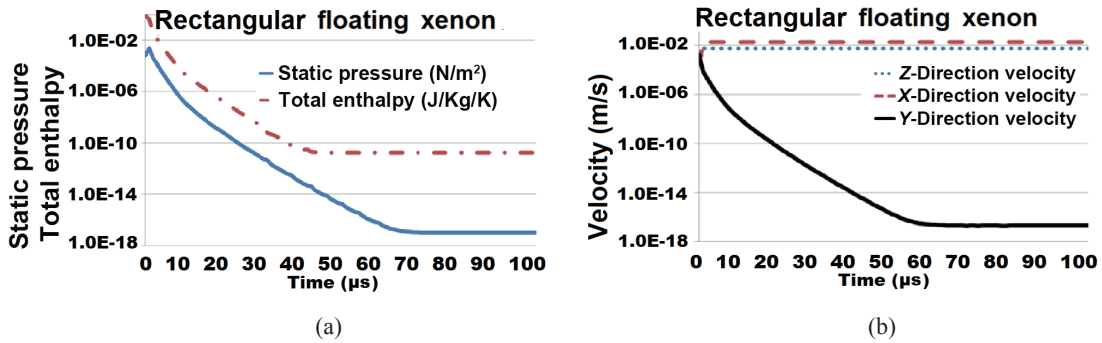 Rectangular floating xenon
1.0E-02
1.0E-06
1.0E-10
1.0E-14
1.0E-18
Static pressure
Total enthalpy
Static pressure (N/m²)
Total enthalpy (J/Kg/K)
0 10 20 30 40 50 60 70 80 90 100
Time (µs)
(a)
Rectangular floating xenon
1.0E-02
1.0E-06
1.0E-10
1.0E-14
1.0E-18
Velocity (m/s)
Z-Direction velocity
X-Direction velocity
Y-Direction velocity
0 10 20 30 40 50 60 70 80 90 100
Time (µs)
(b)